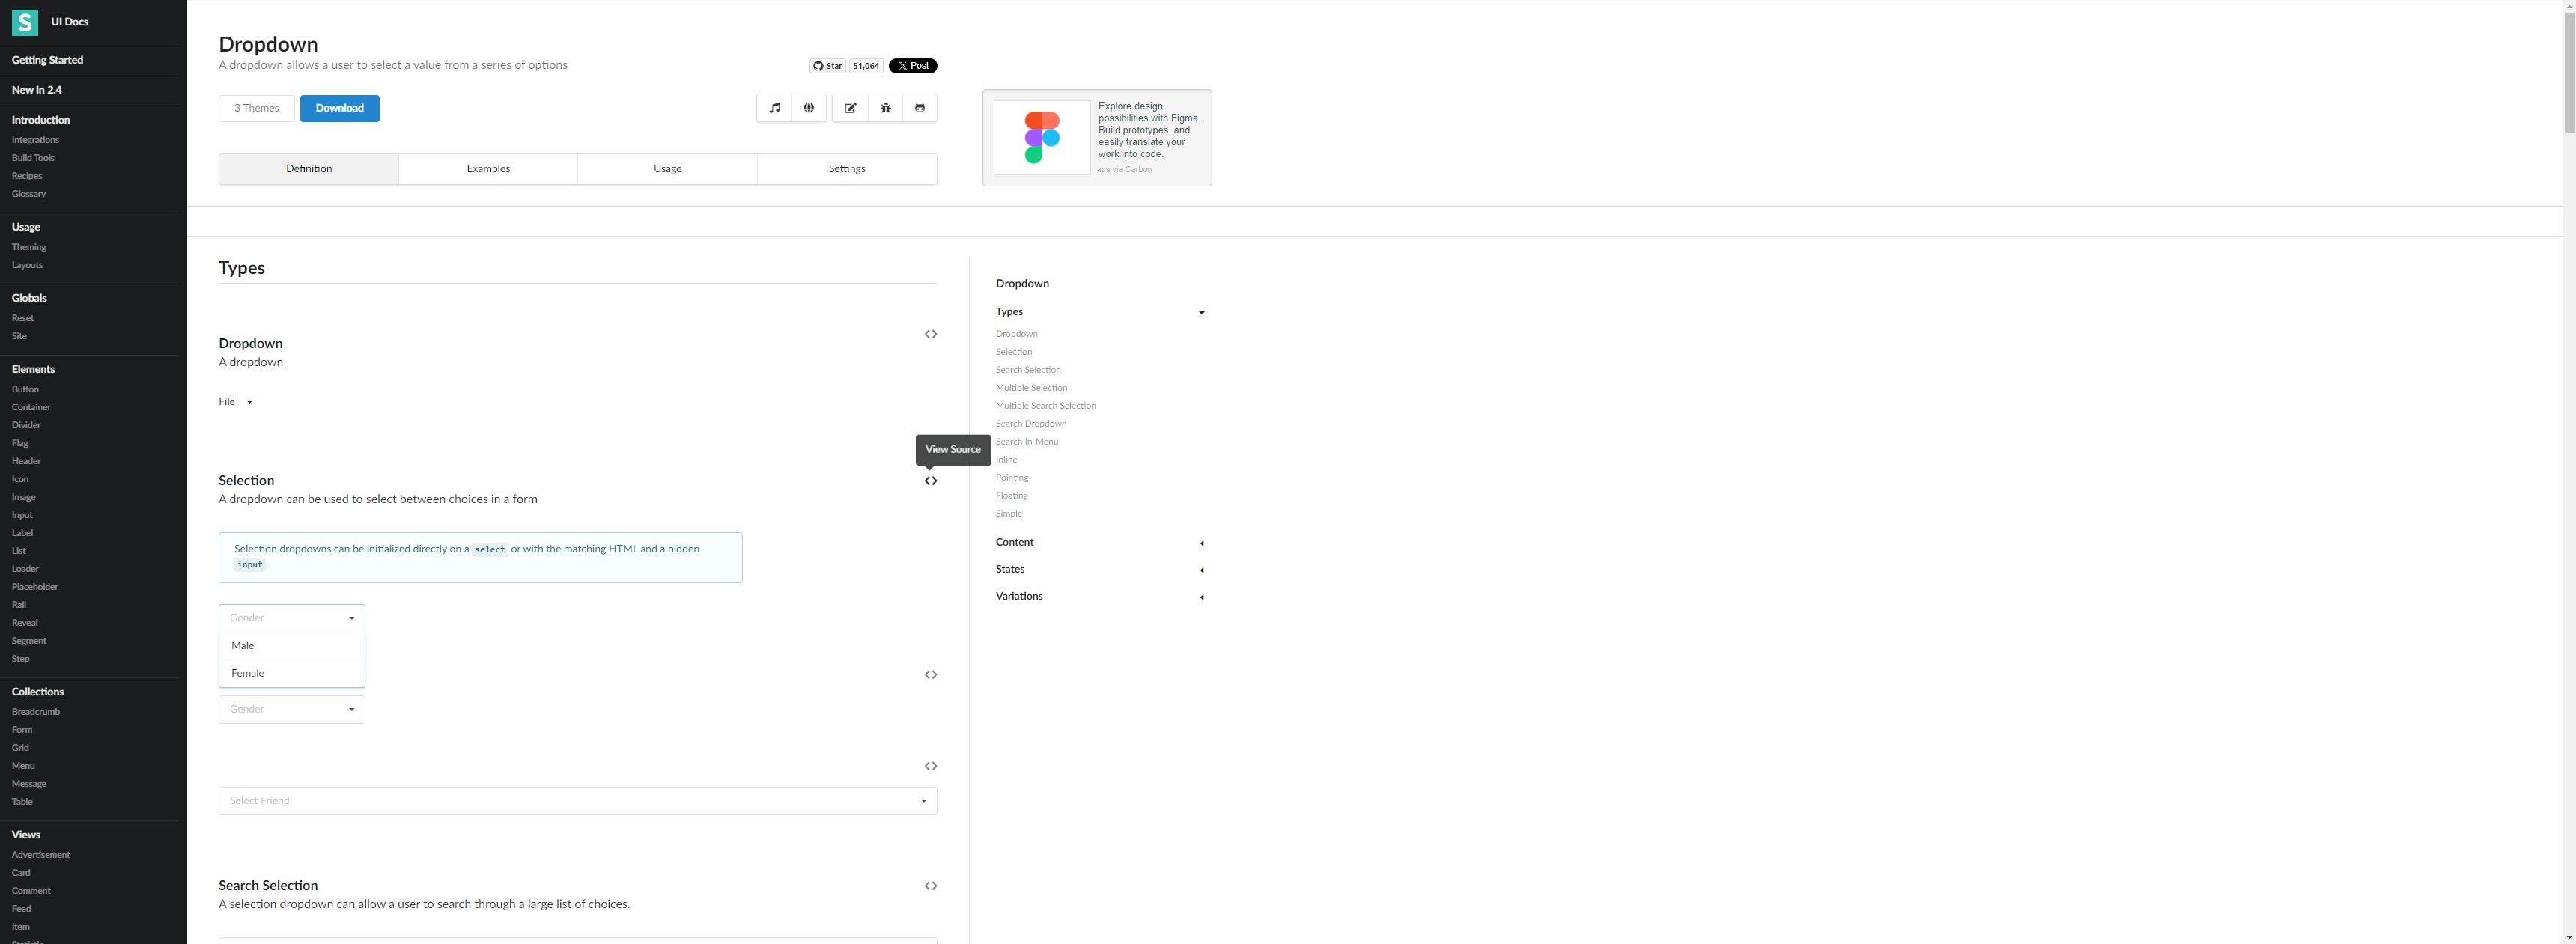 S
UI Docs
Getting Started
New in 2.4
Introduction
Integrations
Build Tools
Recipes
Glossary
Usage
Theming
Layouts
Globals
Reset
Site
Elements
Button
Container
Divider
Flag
Header
Icon
Image
Input
Label
List
Loader
Placeholder
Rail
Reveal
Segment
Step
Collections
Breadcrumb
Form
Grid
Menu
Message
Table
Views
Advertisement
Card
Comment
Feed
Item
Statistic
Dropdown
A dropdown allows a user to select a value from a series of options
Star 51,064 X Post
3 Themes Download
Definition Examples Usage Settings
Explore design
possibilities with Figma.
Build prototypes, and
easily translate your
work into code.
ads via Carbon
Types
Dropdown
A dropdown
File
View Source
Selection
A dropdown can be used to select between choices in a form
Selection dropdowns can be initialized directly on a select or with the matching HTML and a hidden
input.
Gender
Male
Female
Gender
Select Friend
Search Selection
A selection dropdown can allow a user to search through a large list of choices.
Dropdown
Types
Dropdown
Selection
Search Selection
Multiple Selection
Multiple Search Selection
Search Dropdown
Search In-Menu
Inline
Pointing
Floating
Simple
Content
States
Variations